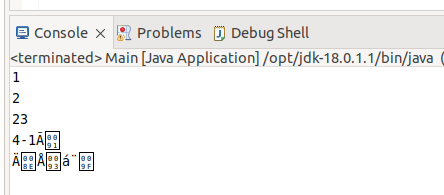 Console × Problems Debug Shell
<terminated> Main [Java Application] /opt/jdk-18.0.1.1/bin/java (
1
2
23
4-1Ã
ÄÅá¨